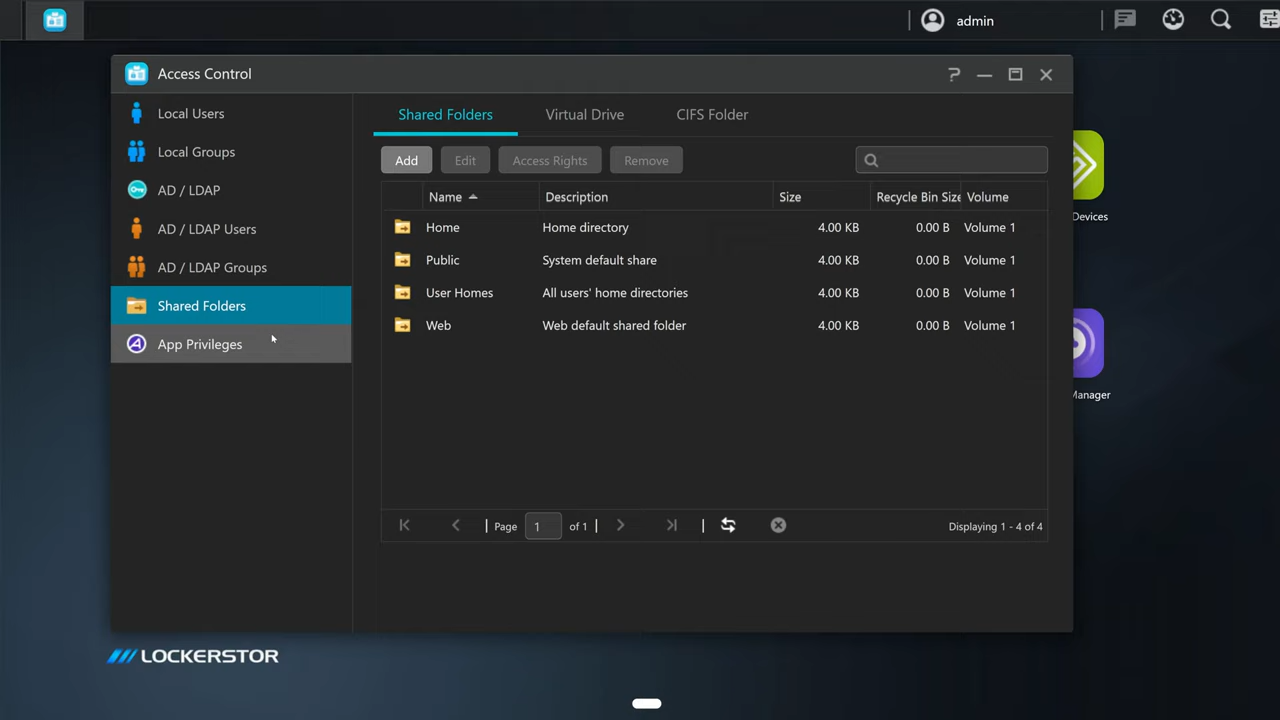 admin
Access Control
Local Users
Local Groups
AD / LDAP
AD / LDAP Users
AD / LDAP Groups
Shared Folders
App Privileges
Shared Folders Virtual Drive CIFS Folder
Add Edit Access Rights Remove
Name Description Size Recycle Bin Size Volume
Home Home directory 4.00 KB 0.00 B Volume 1
Public System default share 4.00 KB 0.00 B Volume 1
User Homes All users' home directories 4.00 KB 0.00 B Volume 1
Web Web default shared folder 4.00 KB 0.00 B Volume 1
Page 1 of 1 Displaying 1 - 4 of 4
Devices
Manager
LOCKERSTOR